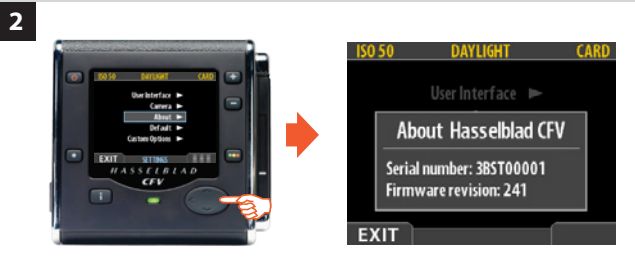 2
ISO 50 DAYLIGHT CARD
User Interface ►
Camera ►
About ►
Default ►
Custom Options ►
EXIT SETTINGS
HASSELBLAD
CFV
i
ISO 50 DAYLIGHT CARD
User Interface ►
About Hasselblad CFV
Serial number: 3BST00001
Firmware revision: 241
EXIT